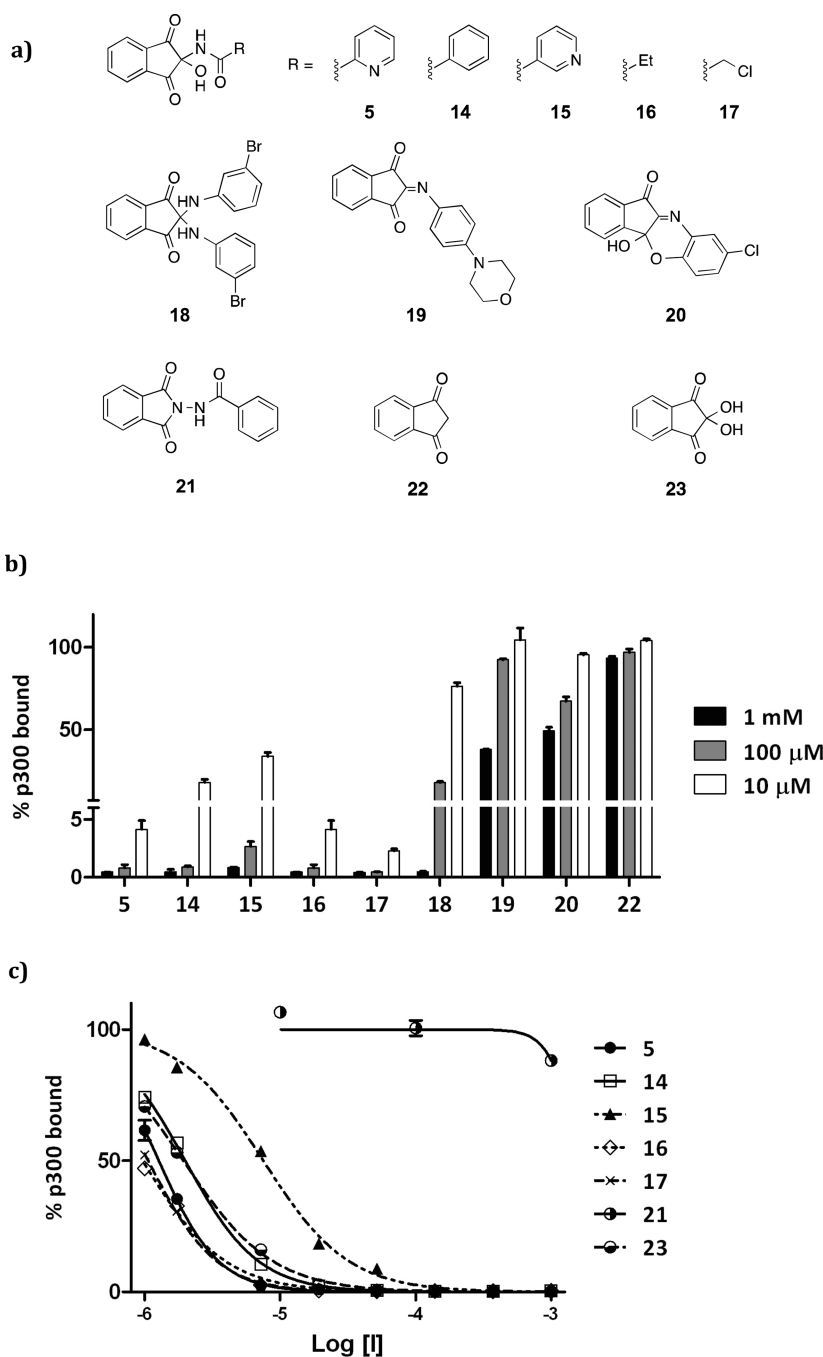 a)
O
H
N
R
O
H
O
O
R =
N
N
Et
Cl
5 14 15 16 17
Br
O
HN
HN
O
Br
18
O
N
O
N
O
19
O
N
HO
O
Cl
20
O
O
N
N
H
O
21
O
O
22
O
OH
OH
O
23
b)
% p300 bound
100
50
5
0
5 14 15 16 17 18 19 20 22
1 mM
100 μM
10 μM
c)
% p300 bound
100
50
0
-6 -5 -4 -3
Log [I]
5
14
15
16
17
21
23